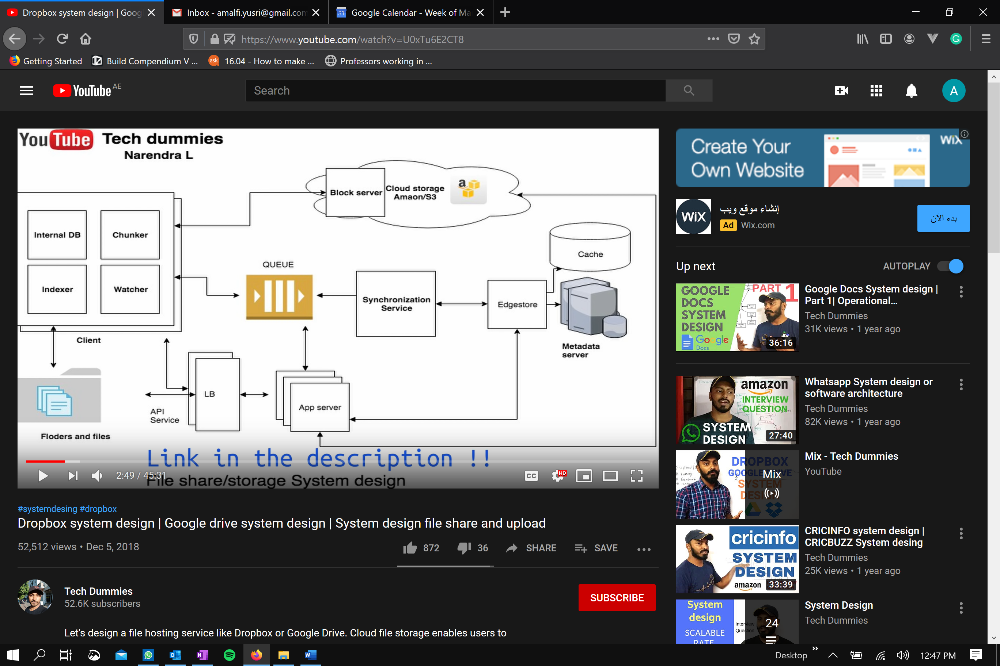 Dropbox system design | Goog
Inbox - amalfi.yusri@gmail.com
31
Google Calendar - Week of Ma
https://www.youtube.com/watch?v=U0xTu6E2CT8
Getting Started
Build Compendium V ...
ask
16.04 - How to make ...
Professors working in ...
YouTube AE
Search
A
YouTube
Tech dummies
Narendra L
Block server
Cloud storage
Amaon/S3
a
Internal DB
Chunker
Indexer
Watcher
Client
QUEUE
Synchronization
Service
Edgestore
Cache
Metadata
server
LB
API
Service
App server
Floders and files
Link in the description !!
File share/storage System design
2:49 / 45:31
CC
HD
#systemdesing #dropbox
Dropbox system design | Google drive system design | System design file share and upload
52,512 views • Dec 5, 2018
872
36
SHARE
SAVE
Tech Dummies
52.6K subscribers
SUBSCRIBE
Let's design a file hosting service like Dropbox or Google Drive. Cloud file storage enables users to
Create Your
Own Website
WiX
WiX
إنشاء موقع ويب
Ad Wix.com
بدء الآن
Up next
AUTOPLAY
GOOGLE
DOCS
SYSTEM
DESIGN
Google
Docs
PART 1
36:16
Google Docs System design |
Part 1| Operational...
Tech Dummies
31K views • 1 year ago
amazon
INTERVIEW
QUESTION
SYSTEM
DESIGN
27:40
Whatsapp System design or
software architecture
Tech Dummies
82K views • 1 year ago
DROPBOX
GOOGLE DRIVE
SYSTEM
DESIGN
Mix
Mix - Tech Dummies
YouTube
cricinfo
SYSTEM
DESIGN
amazon
33:39
CRICINFO system design |
CRICBUZZ System desing
Tech Dummies
25K views • 1 year ago
System
design
SCALABLE
RATE
Interview
Question
24
System Design
Tech Dummies
Desktop
12:47 PM